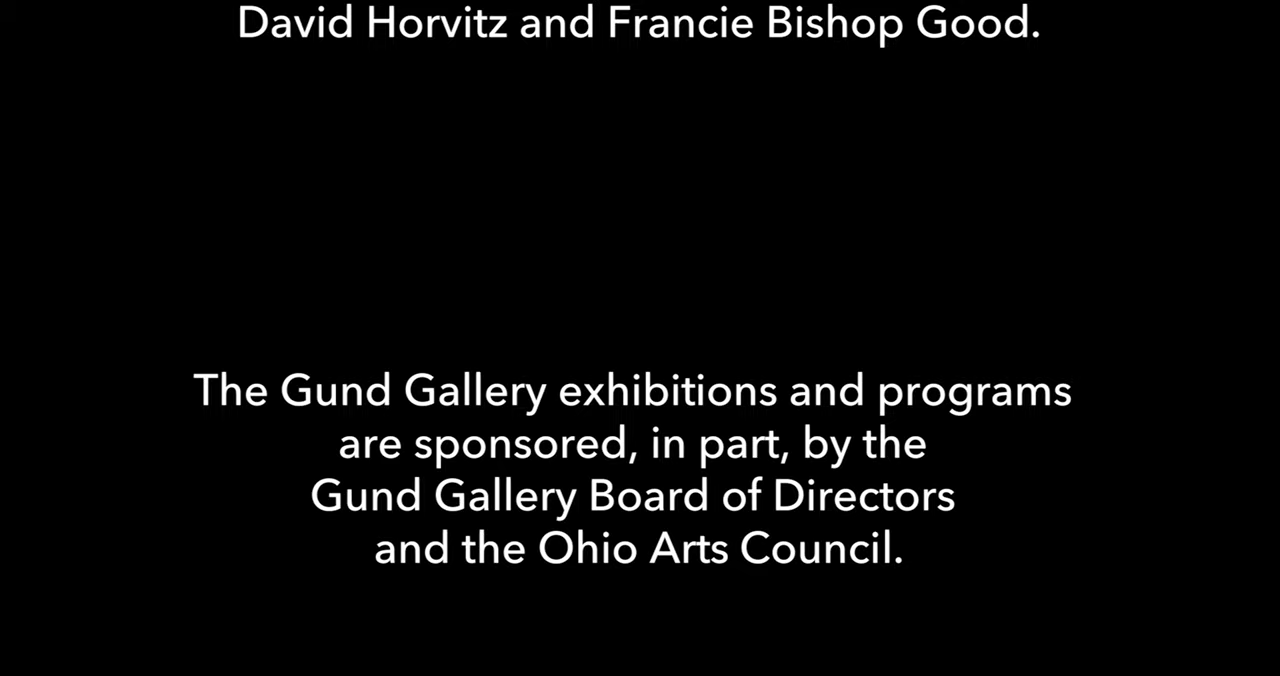 David Horvitz and Francie Bishop Good.
The Gund Gallery exhibitions and programs
are sponsored, in part, by the
Gund Gallery Board of Directors
and the Ohio Arts Council.